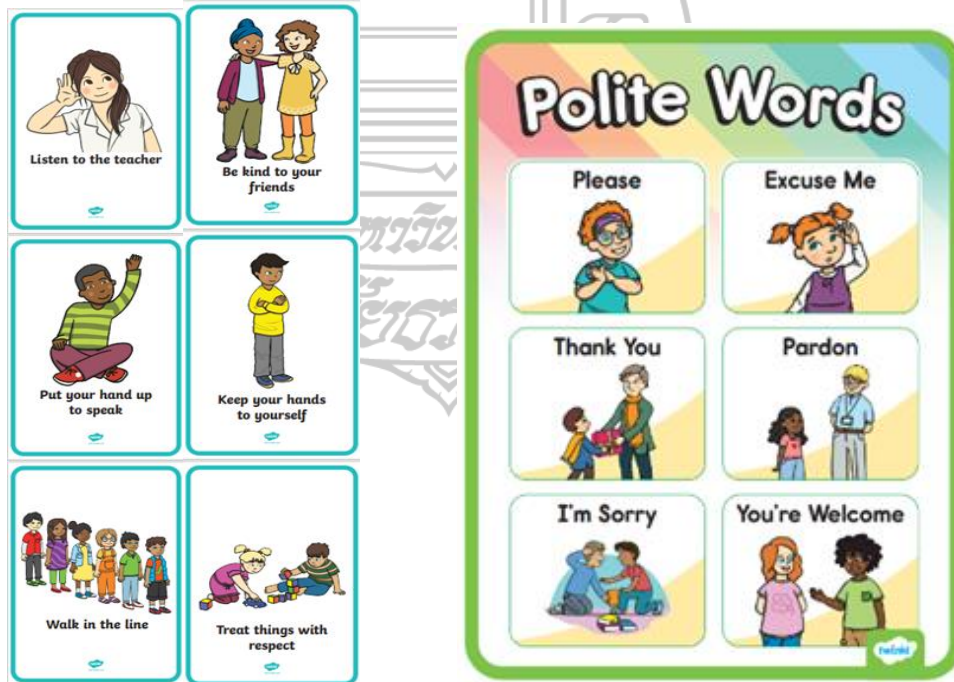 Listen to the teacher
Be kind to your
friends
Put your hand up
to speak
Keep your hands
to yourself
Walk in the line
Treat things with
respect
Polite Words
Please
Excuse Me
Thank You
Pardon
I'm Sorry
You're Welcome
twinkl